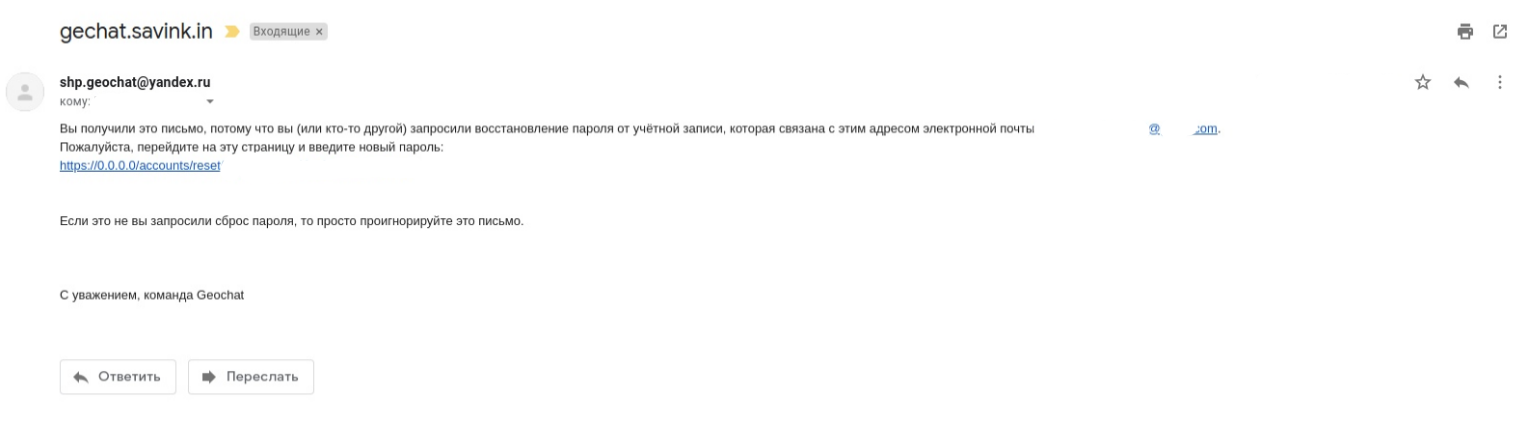 gechat.savink.in Входящие ×
shp.geochat@yandex.ru
кому:
Вы получили это письмо, потому что вы (или кто-то другой) запросили восстановление пароля от учётной записи, которая связана с этим адресом электронной почты @ .com.
Пожалуйста, перейдите на эту страницу и введите новый пароль:
https://0.0.0.0/accounts/reset
Если это не вы запросили сброс пароля, то просто проигнорируйте это письмо.
С уважением, команда Geochat
Ответить Переслать